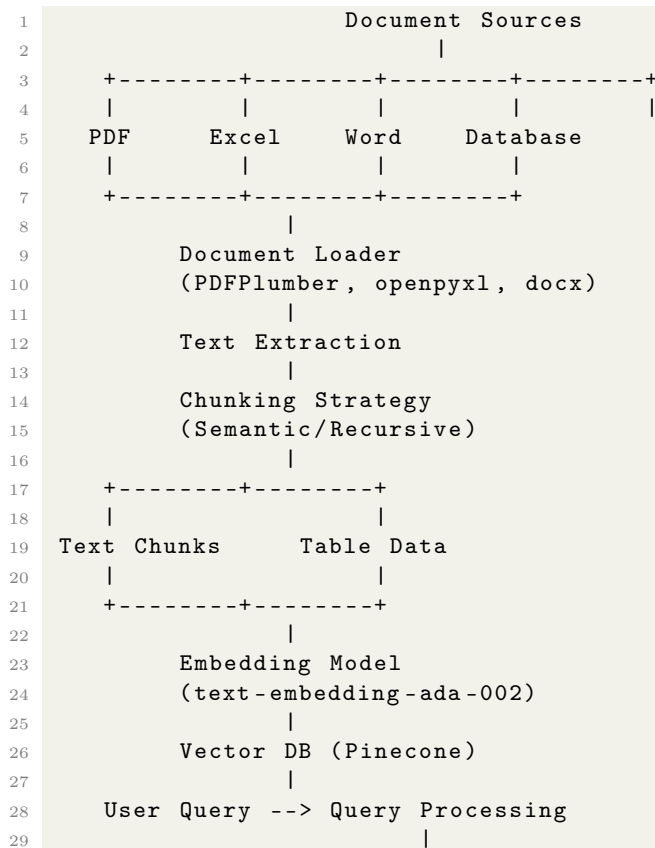 1                    Document Sources
2                          |
3     +--------+--------+--------+--------+
4     |        |        |        |        |
5    PDF     Excel    Word    Database
6     |        |        |        |
7     +--------+--------+--------+
8                 |
9          Document Loader
10         (PDFPlumber, openpyxl, docx)
11                |
12         Text Extraction
13                |
14         Chunking Strategy
15         (Semantic/Recursive)
16                |
17    +--------+--------+
18    |                 |
19 Text Chunks     Table Data
20    |                 |
21    +--------+--------+
22                |
23         Embedding Model
24         (text-embedding-ada-002)
25                |
26         Vector DB (Pinecone)
27                |
28    User Query --> Query Processing
29                         |